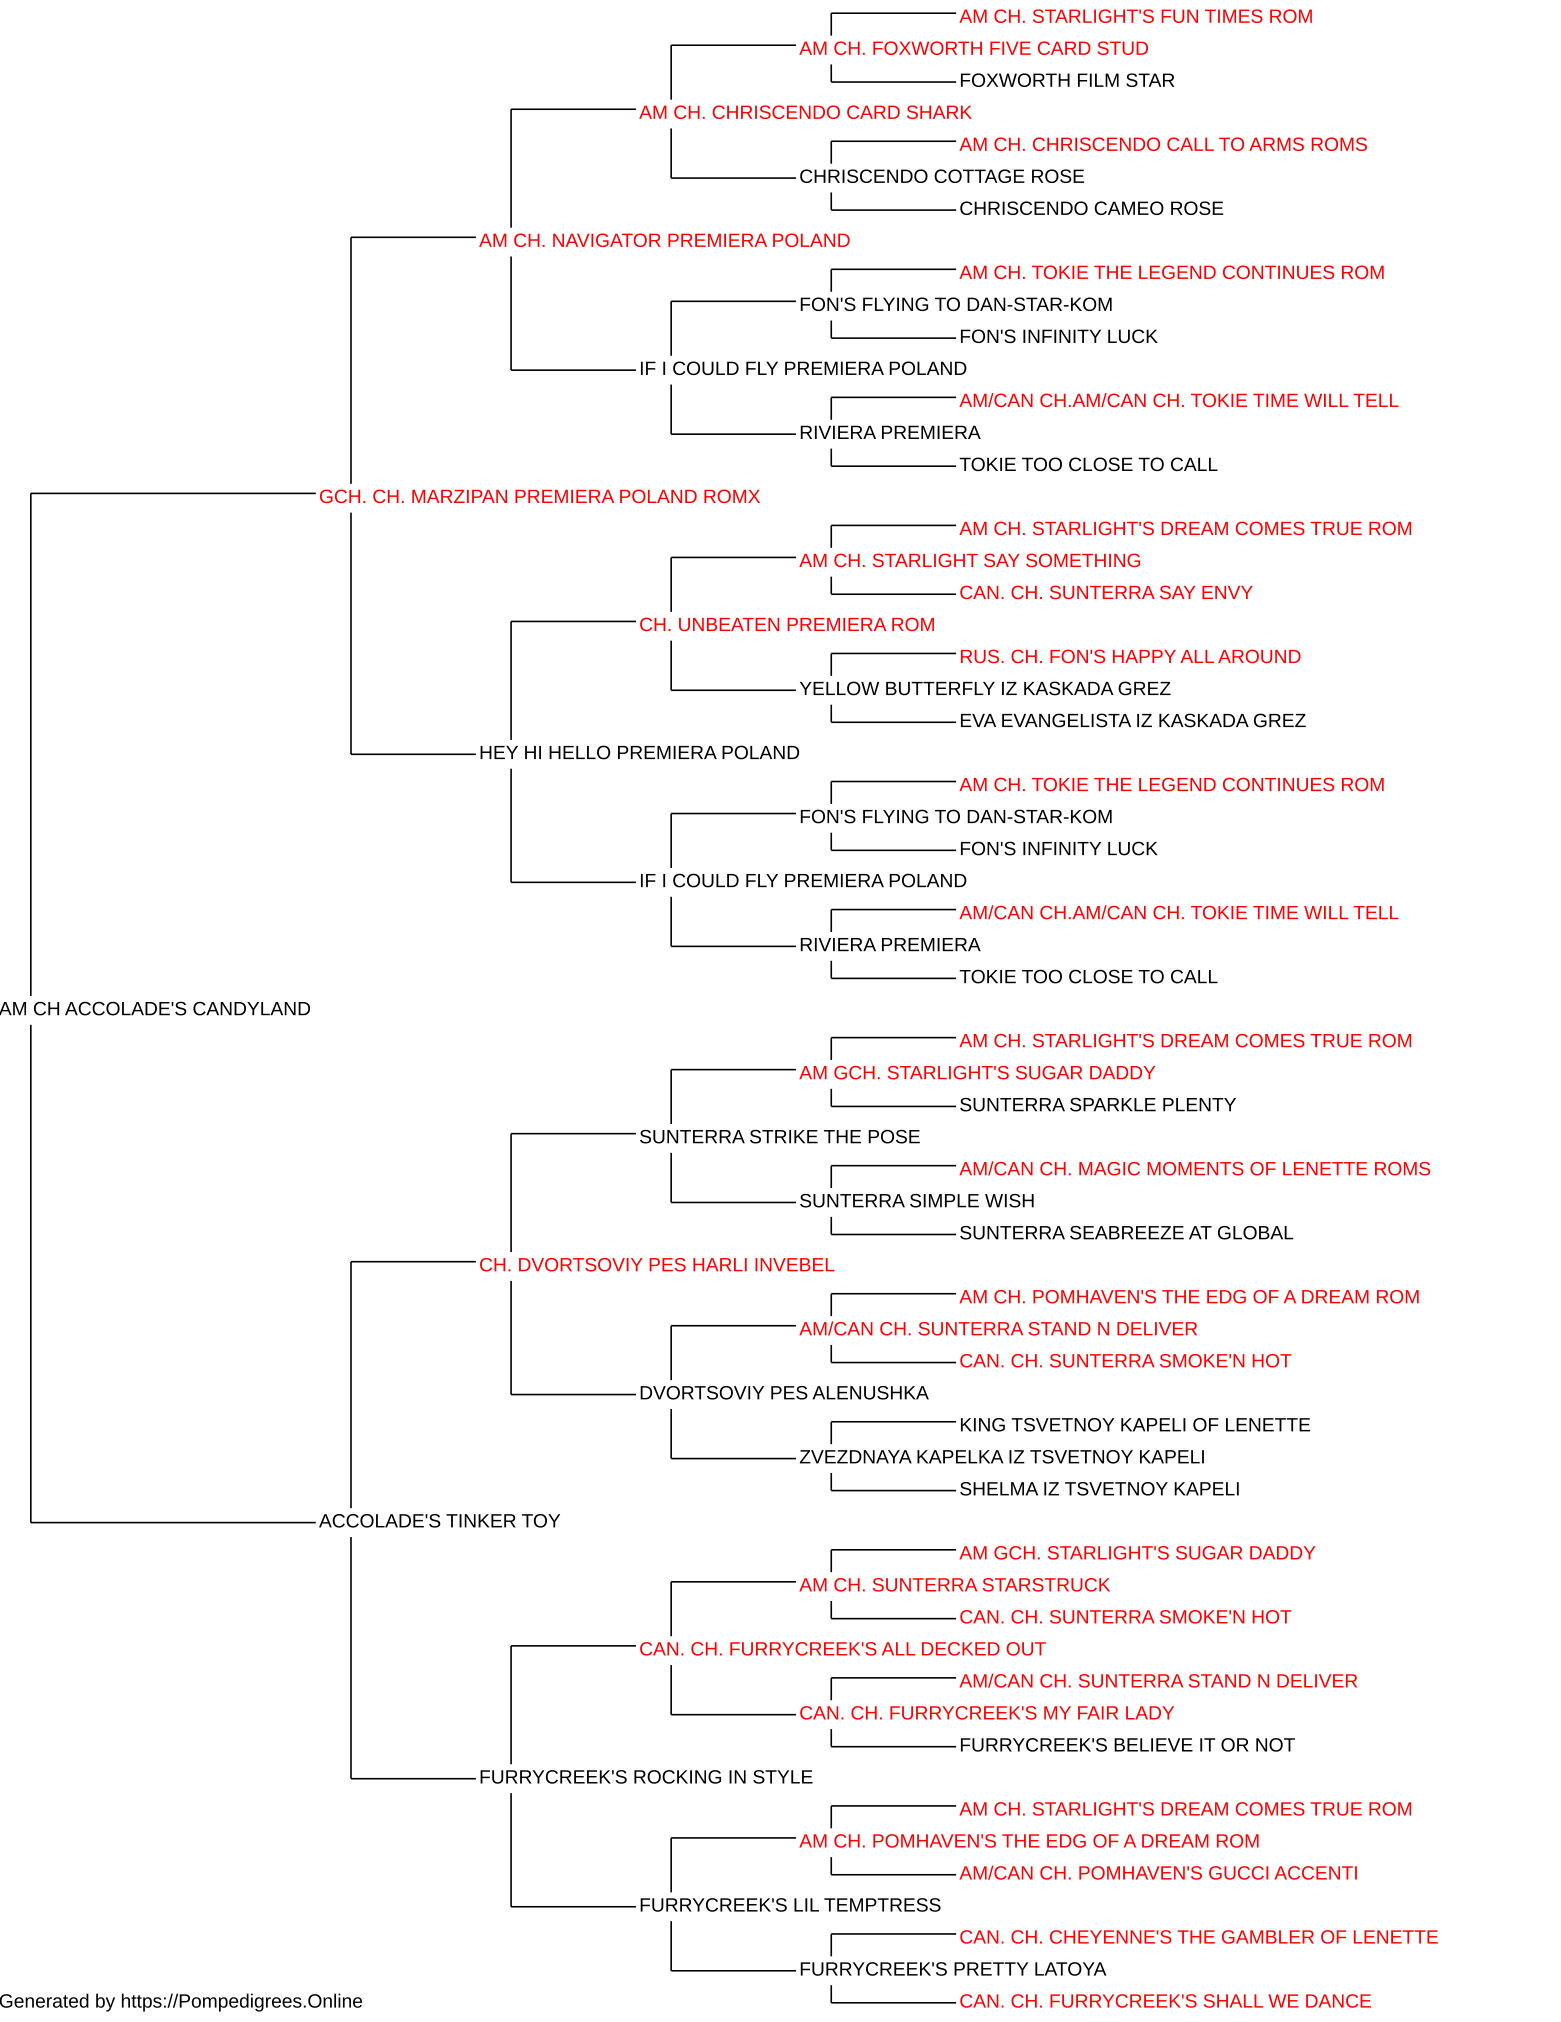 AM CH. STARLIGHT'S FUN TIMES ROM
AM CH. FOXWORTH FIVE CARD STUD
FOXWORTH FILM STAR
AM CH. CHRISCENDO CARD SHARK
AM CH. CHRISCENDO CALL TO ARMS ROMS
CHRISCENDO COTTAGE ROSE
CHRISCENDO CAMEO ROSE
AM CH. NAVIGATOR PREMIERA POLAND
AM CH. TOKIE THE LEGEND CONTINUES ROM
FON'S FLYING TO DAN-STAR-KOM
FON'S INFINITY LUCK
IF I COULD FLY PREMIERA POLAND
AM/CAN CH.AM/CAN CH. TOKIE TIME WILL TELL
RIVIERA PREMIERA
TOKIE TOO CLOSE TO CALL
GCH. CH. MARZIPAN PREMIERA POLAND ROMX
AM CH. STARLIGHT'S DREAM COMES TRUE ROM
AM CH. STARLIGHT SAY SOMETHING
CAN. CH. SUNTERRA SAY ENVY
CH. UNBEATEN PREMIERA ROM
RUS. CH. FON'S HAPPY ALL AROUND
YELLOW BUTTERFLY IZ KASKADA GREZ
EVA EVANGELISTA IZ KASKADA GREZ
HEY HI HELLO PREMIERA POLAND
AM CH. TOKIE THE LEGEND CONTINUES ROM
FON'S FLYING TO DAN-STAR-KOM
FON'S INFINITY LUCK
IF I COULD FLY PREMIERA POLAND
AM/CAN CH.AM/CAN CH. TOKIE TIME WILL TELL
RIVIERA PREMIERA
TOKIE TOO CLOSE TO CALL
AM CH ACCOLADE'S CANDYLAND
AM CH. STARLIGHT'S DREAM COMES TRUE ROM
AM GCH. STARLIGHT'S SUGAR DADDY
SUNTERRA SPARKLE PLENTY
SUNTERRA STRIKE THE POSE
AM/CAN CH. MAGIC MOMENTS OF LENETTE ROMS
SUNTERRA SIMPLE WISH
SUNTERRA SEABREEZE AT GLOBAL
CH. DVORTSOVIY PES HARLI INVEBEL
AM CH. POMHAVEN'S THE EDG OF A DREAM ROM
AM/CAN CH. SUNTERRA STAND N DELIVER
CAN. CH. SUNTERRA SMOKE'N HOT
DVORTSOVIY PES ALENUSHKA
KING TSVETNOY KAPELI OF LENETTE
ZVEZDNAYA KAPELKA IZ TSVETNOY KAPELI
SHELMA IZ TSVETNOY KAPELI
ACCOLADE'S TINKER TOY
AM GCH. STARLIGHT'S SUGAR DADDY
AM CH. SUNTERRA STARSTRUCK
CAN. CH. SUNTERRA SMOKE'N HOT
CAN. CH. FURRYCREEK'S ALL DECKED OUT
AM/CAN CH. SUNTERRA STAND N DELIVER
CAN. CH. FURRYCREEK'S MY FAIR LADY
FURRYCREEK'S BELIEVE IT OR NOT
FURRYCREEK'S ROCKING IN STYLE
AM CH. STARLIGHT'S DREAM COMES TRUE ROM
AM CH. POMHAVEN'S THE EDG OF A DREAM ROM
AM/CAN CH. POMHAVEN'S GUCCI ACCENTI
FURRYCREEK'S LIL TEMPTRESS
CAN. CH. CHEYENNE'S THE GAMBLER OF LENETTE
FURRYCREEK'S PRETTY LATOYA
CAN. CH. FURRYCREEK'S SHALL WE DANCE
Generated by https://Pompedigrees.Online